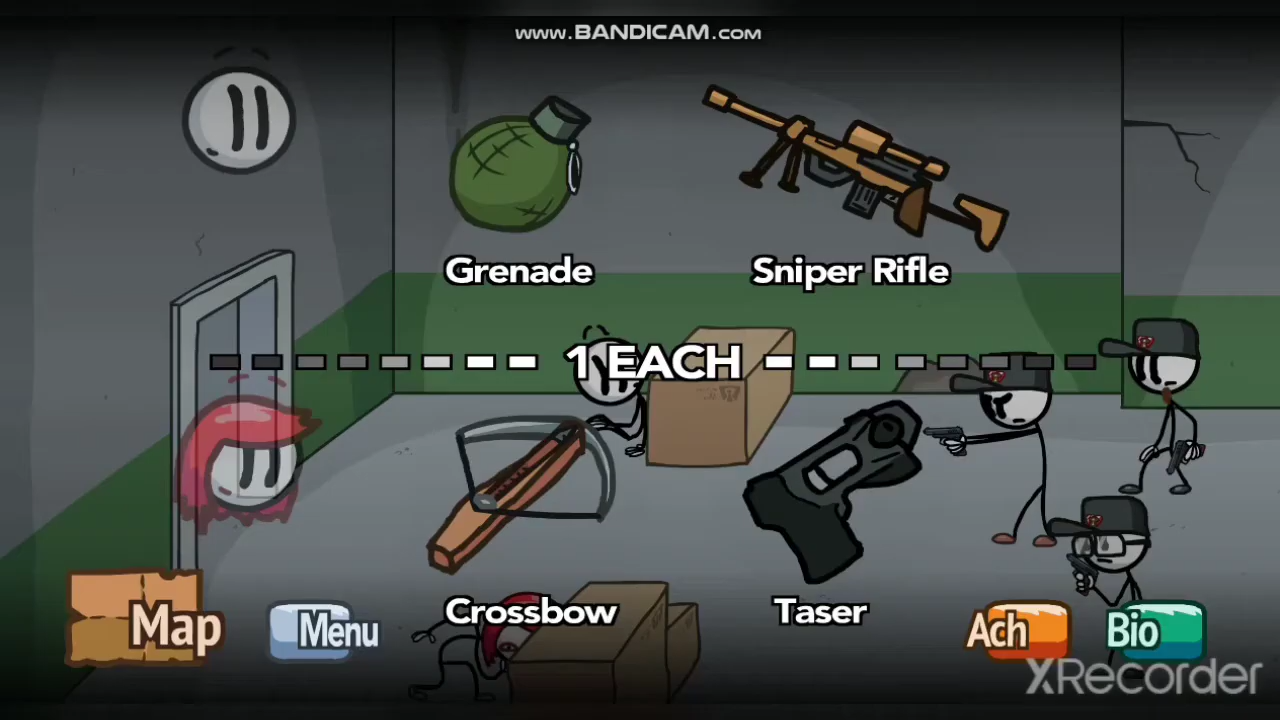 www.BANDICAM.com
Grenade
Sniper Rifle
1 EACH
Crossbow
Taser
Map
Menu
Ach
Bio
XRecorder